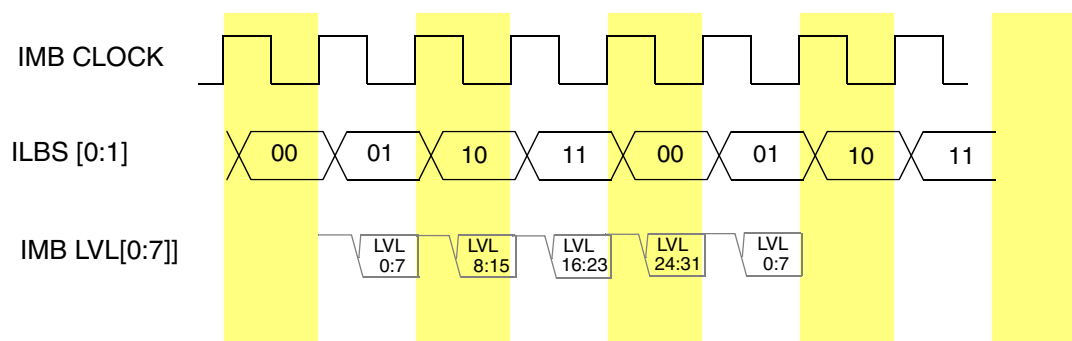 IMB CLOCK
ILBS [0:1]
00 01 10 11 00 01 10 11
IMB LVL[0:7]]
LVL LVL LVL LVL LVL
0:7 8:15 16:23 24:31 0:7